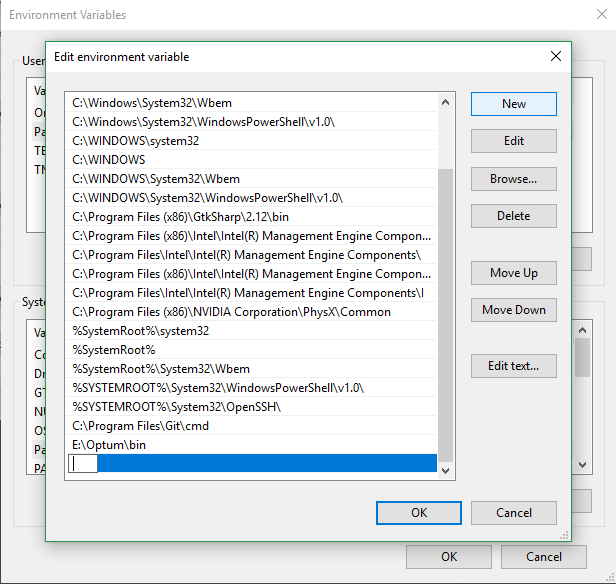 Environment Variables
User
Edit environment variable
Va
C:\Windows\System32\Wbem
New
On
C:\Windows\System32\WindowsPowerShell\v1.0\
Pa
C:\WINDOWS\system32
Edit
TE
C:\WINDOWS
TM
C:\WINDOWS\System32\Wbem
Browse...
C:\WINDOWS\System32\WindowsPowerShell\v1.0\
C:\Program Files (x86)\GtkSharp\2.12\bin
Delete
C:\Program Files (x86)\Intel\Intel(R) Management Engine Compon...
C:\Program Files\Intel\Intel(R) Management Engine Components\
C:\Program Files (x86)\Intel\Intel(R) Management Engine Compon...
Move Up
C:\Program Files\Intel\Intel(R) Management Engine Components\I
Syste
C:\Program Files (x86)\NVIDIA Corporation\PhysX\Common
Move Down
Va
%SystemRoot%\system32
Co
%SystemRoot%
Dr
%SystemRoot%\System32\Wbem
Edit text...
GT
%SYSTEMROOT%\System32\WindowsPowerShell\v1.0\
NU
%SYSTEMROOT%\System32\OpenSSH\
OS
C:\Program Files\Git\cmd
Pa
E:\Optum\bin
PA
OK
Cancel
OK
Cancel